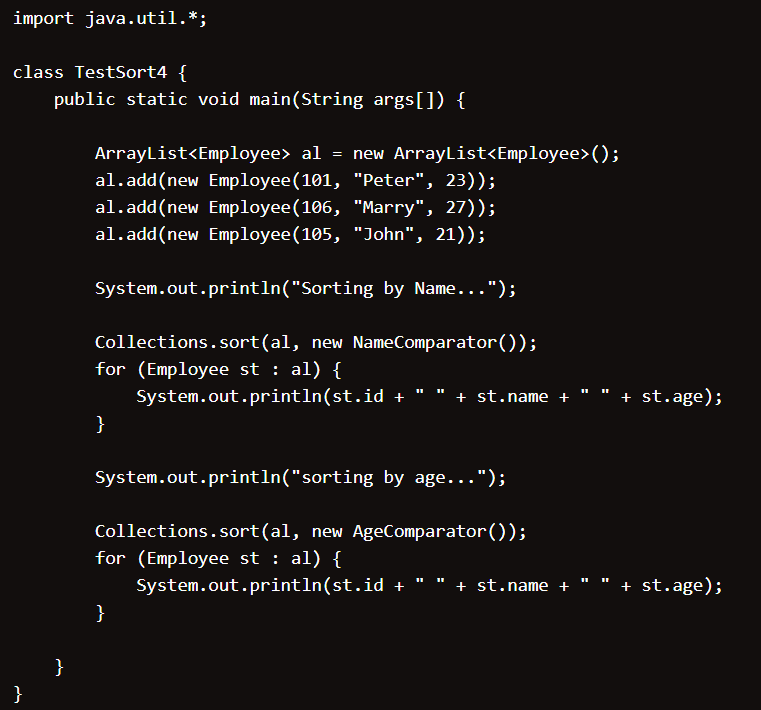 import java.util.*;

class TestSort4 {
    public static void main(String args[]) {

        ArrayList<Employee> al = new ArrayList<Employee>();
        al.add(new Employee(101, "Peter", 23));
        al.add(new Employee(106, "Marry", 27));
        al.add(new Employee(105, "John", 21));

        System.out.println("Sorting by Name...");

        Collections.sort(al, new NameComparator());
        for (Employee st : al) {
            System.out.println(st.id + " " + st.name + " " + st.age);
        }

        System.out.println("sorting by age...");

        Collections.sort(al, new AgeComparator());
        for (Employee st : al) {
            System.out.println(st.id + " " + st.name + " " + st.age);
        }

    }
}